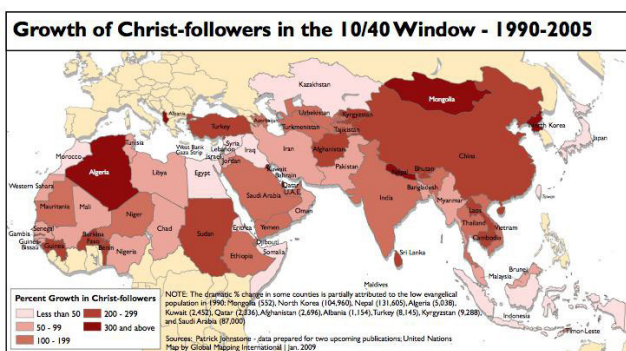 Growth of Christ-followers in the 10/40 Window - 1990-2005
Kazakhstan
Mongolia
Albania
Uzbekistan
Kyrgyzstan
North Korea
Turkey
Azerbaijan
Turkmenistan
Tajikistan
Japan
Tunisia
Syria
West Bank
Lebanon
Gaza Strip
Israel
Iraq
Iran
Afghanistan
China
Morocco
Jordan
Kuwait
Pakistan
Nepal
Bhutan
Algeria
Libya
Egypt
Bahrain
Qatar
U.A.E.
Bangladesh
Taiwan
Western Sahara
Saudi Arabia
India
Myanmar
Laos
Mauritania
Mali
Niger
Oman
Thailand
Vietnam
Senegal
Gambia
Chad
Sudan
Eritrea
Yemen
Cambodia
Guinea-
Bissau
Guinea
Burkina
Faso
Benin
Nigeria
Djibouti
Ethiopia
Somalia
Sri Lanka
Brunei
Malaysia
Maldives
Indonesia
Timor-Leste
Percent Growth in Christ-followers
Less than 50
50 - 99
100 - 199
200 - 299
300 and above
NOTE: The dramatic % change in some counties is partially attributed to the low evangelical
population in 1990: Mongolia (552), North Korea (104,960), Nepal (131,605), Algeria (5,038),
Kuwait (2,452), Qatar (2,336), Afghanistan (2,696), Albania (1,154), Turkey (8,145), Kyrgyzstan (9,288),
and Saudi Arabia (87,000)
Sources: Patrick Johnstone - data prepared for two upcoming publications; United Nations
Map by Global Mapping International | Jan. 2009